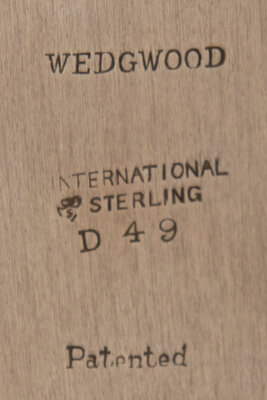 WEDGWOOD
INTERNATIONAL
STERLING
D 49
Patented